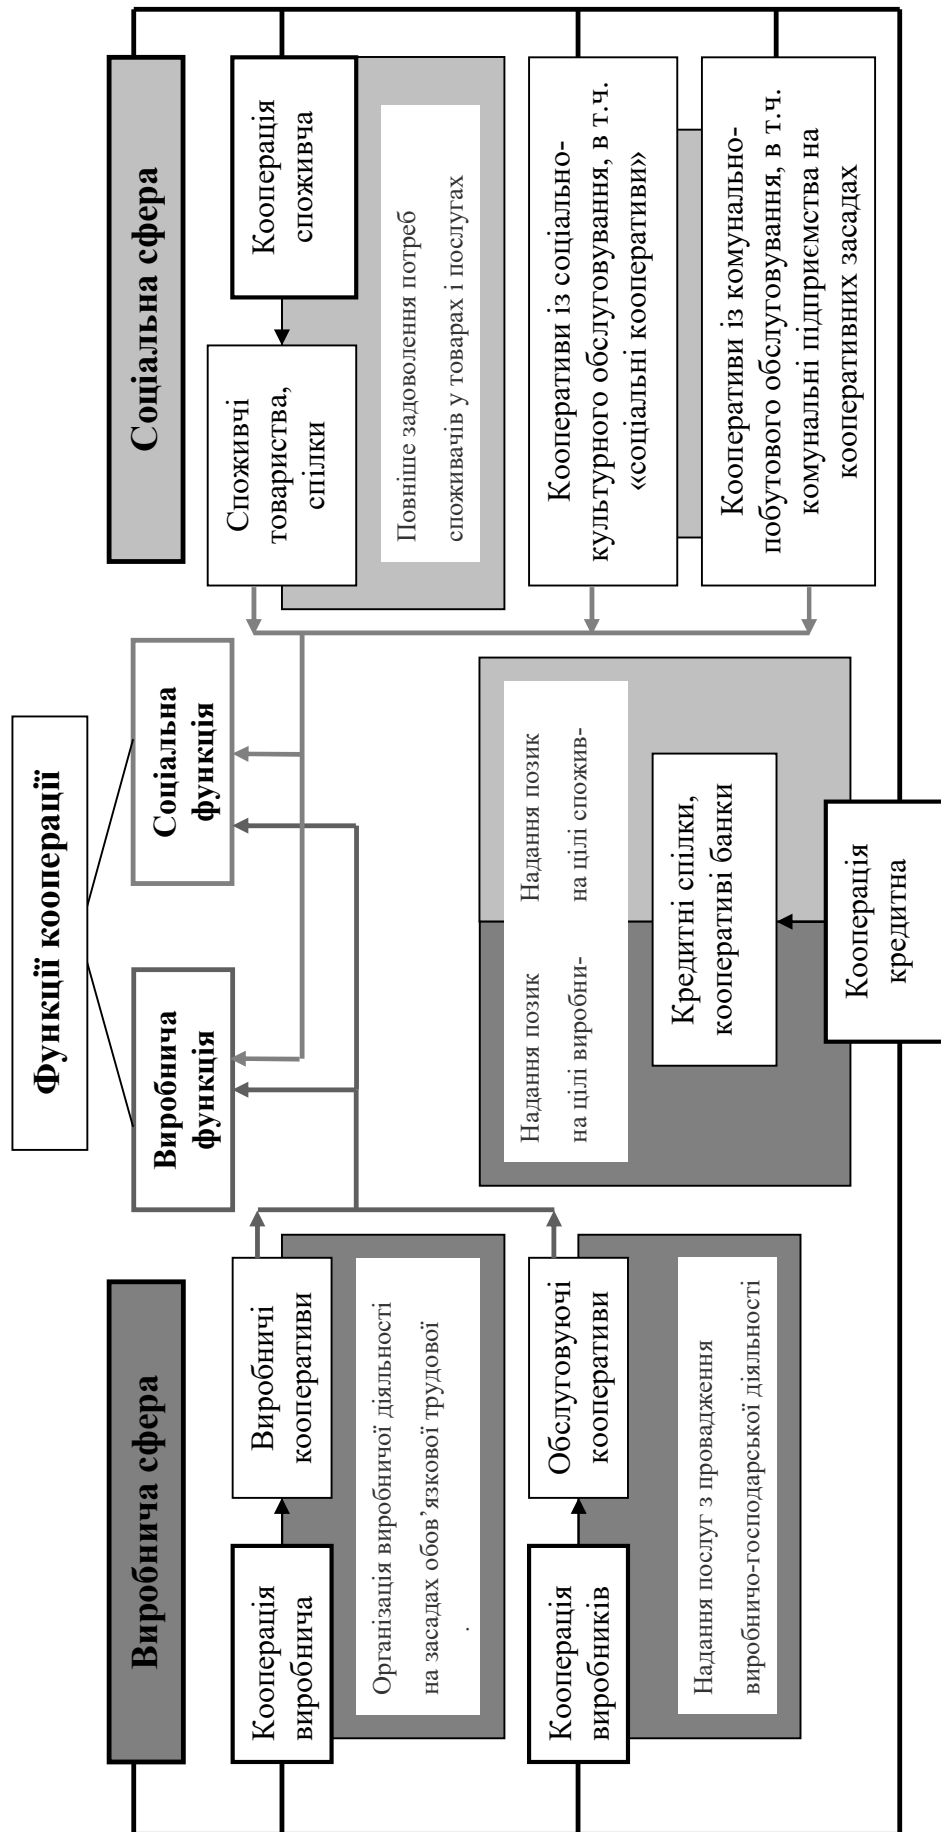 Функції кооперації
Виробнича сфера
Виробнича
функція
Соціальна
функція
Соціальна сфера
Кооперація
виробнича
Виробничі
кооперативи
Організація виробничої діяльності
на засадах обов’язкової трудової
.
Споживчі
товариства,
спілки
Кооперація
споживча
Повніше задоволення потреб
споживачів у товарах і послугах
Кооперація
виробників
Обслуговуючі
кооперативи
Надання послуг з провадження
виробничо-господарської діяльності
Надання позик
на цілі виробни-
Надання позик
на цілі спожив-
Кредитні спілки,
кооперативі банки
Кооперація
кредитна
Кооперативи із соціально-
культурного обслуговування, в т.ч.
«соціальні кооперативи»
Кооперативи із комунально-
побутового обслуговування, в т.ч.
комунальні підприємства на
кооперативних засадах